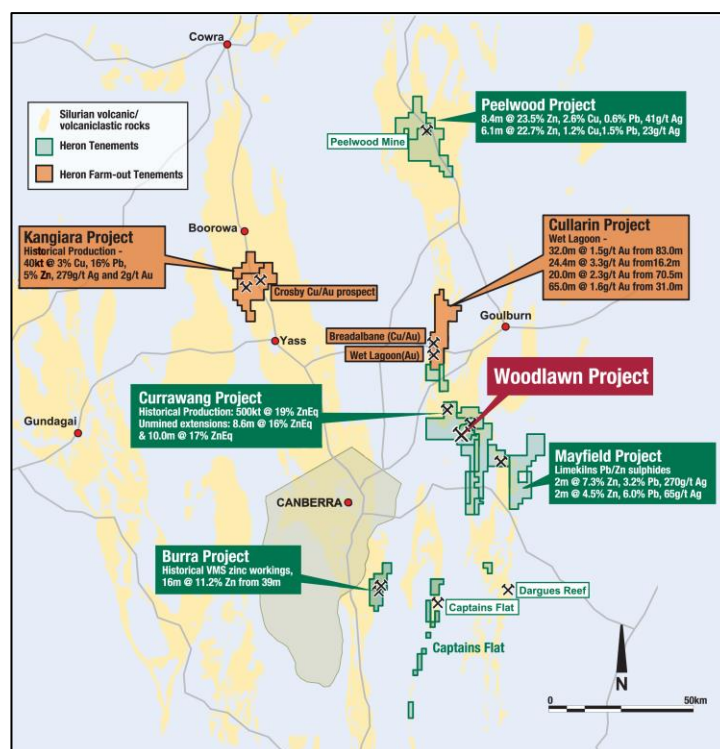 Cowra
Silurian volcanic/
volcaniclastic rocks
Heron Tenements
Heron Farm-out Tenements
Peelwood Project
8.4m @ 23.5% Zn, 2.6% Cu, 0.6% Pb, 41g/t Ag
6.1m @ 22.7% Zn, 1.2% Cu,1.5% Pb, 23g/t Ag
Peelwood Mine
Boorowa
Kangiara Project
Historical Production -
40kt @ 3% Cu, 16% Pb,
5% Zn, 279g/t Ag and 2g/t Au
Crosby Cu/Au prospect
Cullarin Project
Wet Lagoon -
32.0m @ 1.5g/t Au from 83.0m
24.4m @ 3.3g/t Au from16.2m
20.0m @ 2.3g/t Au from 70.5m
65.0m @ 1.6g/t Au from 31.0m
Goulburn
Breadalbane (Cu/Au)
Wet Lagoon(Au)
Yass
Woodlawn Project
Currawang Project
Historical Production: 500kt @ 19% ZnEq
Unmined extensions: 8.6m @ 16% ZnEq
& 10.0m @ 17% ZnEq
Gundagai
Mayfield Project
Limekilns Pb/Zn sulphides
2m @ 7.3% Zn, 3.2% Pb, 270g/t Ag
2m @ 4.5% Zn, 6.0% Pb, 65g/t Ag
CANBERRA
Burra Project
Historical VMS zinc workings,
16m @ 11.2% Zn from 39m
Dargues Reef
Captains Flat
Captains Flat
N
0
50km